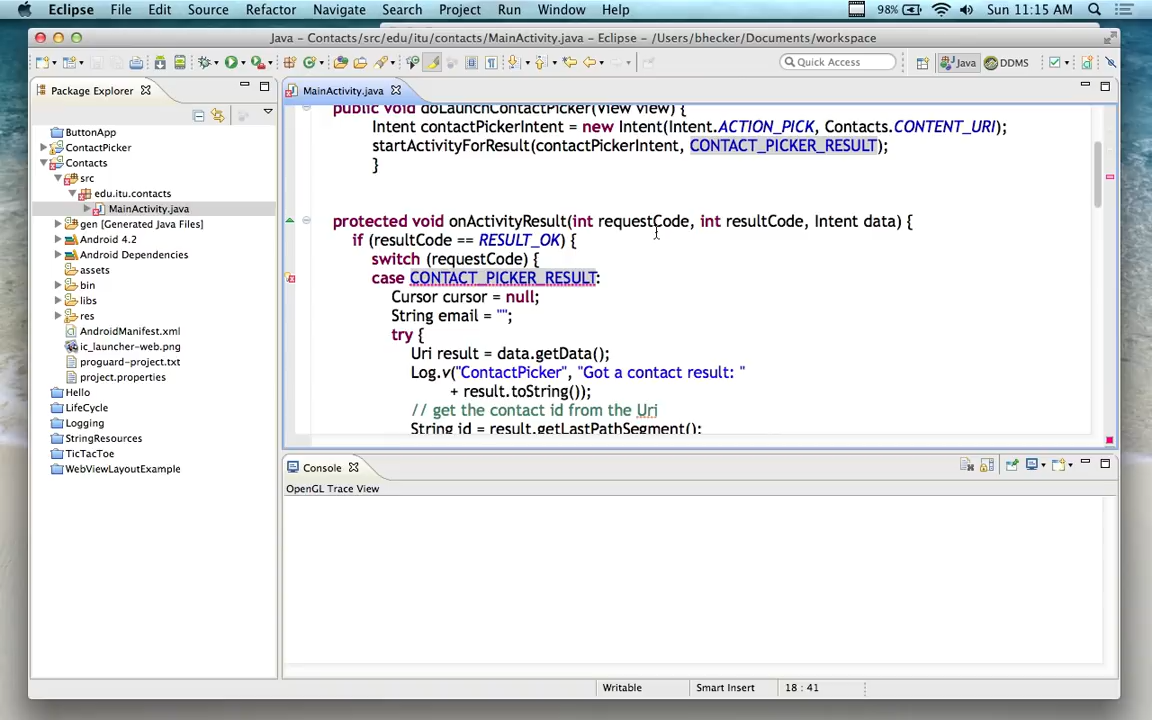 Eclipse File Edit Source Refactor Navigate Search Project Run Window Help 98% Sun 11:15 AM
Java - Contacts/src/edu/itu/contacts/MainActivity.java - Eclipse - /Users/bhecker/Documents/workspace
Quick Access Java DDMS
Package Explorer
ButtonApp
ContactPicker
Contacts
src
edu.itu.contacts
MainActivity.java
gen [Generated Java Files]
Android 4.2
Android Dependencies
assets
bin
libs
res
AndroidManifest.xml
ic_launcher-web.png
proguard-project.txt
project.properties
Hello
LifeCycle
Logging
StringResources
TicTacToe
WebViewLayoutExample
MainActivity.java
public void doLaunchContactPicker(View view) {
Intent contactPickerIntent = new Intent(Intent.ACTION_PICK, Contacts.CONTENT_URI);
startActivityForResult(contactPickerIntent, CONTACT_PICKER_RESULT);
}
protected void onActivityResult(int requestCode, int resultCode, Intent data) {
if (resultCode == RESULT_OK) {
switch (requestCode) {
case CONTACT_PICKER_RESULT:
Cursor cursor = null;
String email = "";
try {
Uri result = data.getData();
Log.v("ContactPicker", "Got a contact result: "
+ result.toString());
// get the contact id from the Uri
String id = result.getLastPathSegment();
Console
OpenGL Trace View
Writable Smart Insert 18 : 41